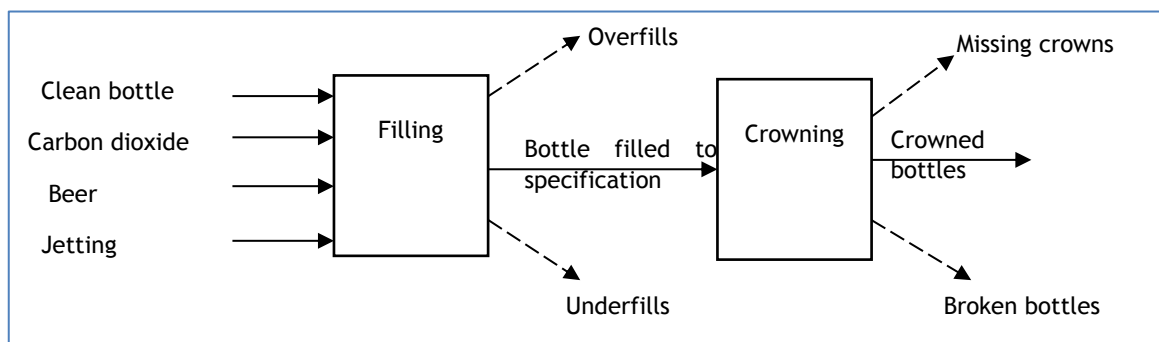 Overfills
Missing crowns
Clean bottle
Filling
Crowning
Carbon dioxide
Bottle filled to
specification
Crowned
bottles
Beer
Jetting
Underfills
Broken bottles